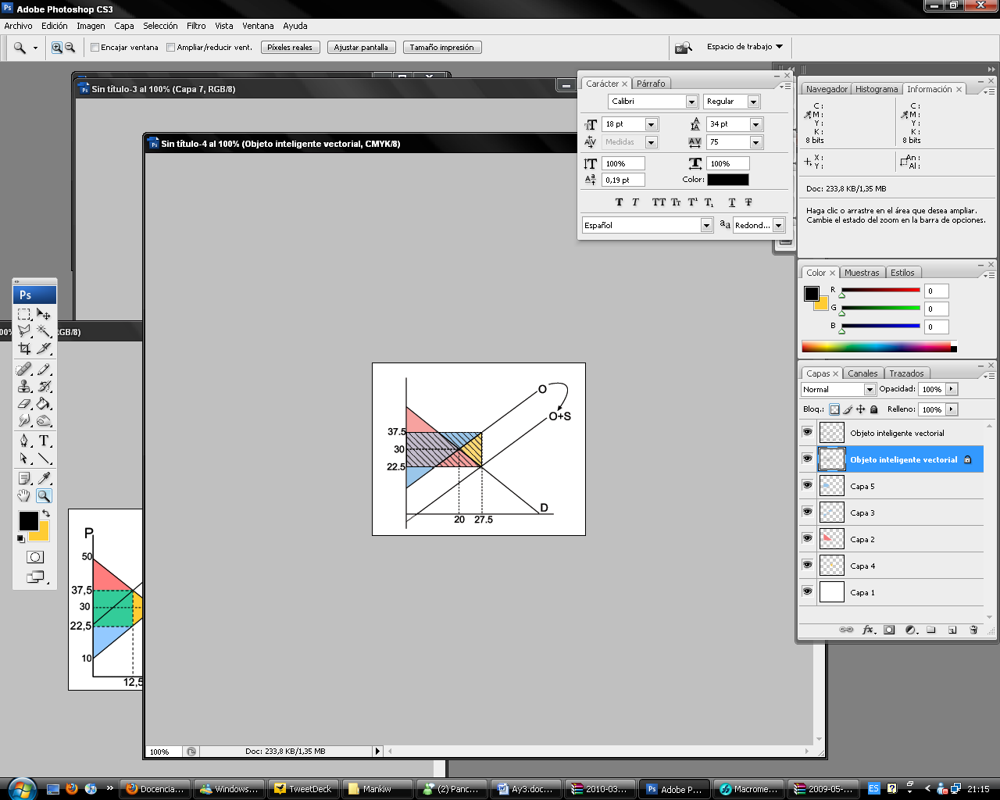 Ps Adobe Photoshop CS3
Archivo Edición Imagen Capa Selección Filtro Vista Ventana Ayuda
Encajar ventana Ampliar/reducir vent. Píxeles reales Ajustar pantalla Tamaño impresión
Br Espacio de trabajo
Sin título-3 al 100% (Capa 7, RGB/8)
Sin título-4 al 100% (Objeto inteligente vectorial, CMYK/8)
Carácter Párrafo
Calibri Regular
18 pt 34 pt
Medidas 75
100% 100%
0,19 pt Color:
T T TT Tт T¹ T₁ T T
Español aa Redond...
Navegador Histograma Información
C: C:
M: M:
Y: Y:
K: K:
8 bits 8 bits
X: An:
Y: Al:
Doc: 233,8 KB/1,35 MB
Haga clic o arrastre en el área que desea ampliar.
Cambie el estado del zoom en la barra de opciones.
Color Muestras Estilos
R 0
G 0
B 0
Capas Canales Trazados
Normal Opacidad: 100%
Bloq.: Relleno: 100%
Objeto inteligente vectorial
Objeto inteligente vectorial
Capa 5
Capa 3
Capa 2
Capa 4
Capa 1
fx
Ps
RGB/8)
T
O
O+S
37.5
30
22.5
D
20 27.5
P
50
37,5
30
22,5
10
12,5
100% Doc: 233,8 KB/1,35 MB
Docencia... Windows... TweetDeck Mankiw (2) Panc... Ay3.doc... 2010-03... Adobe P... Macrome... 2009-05-... ES 21:15